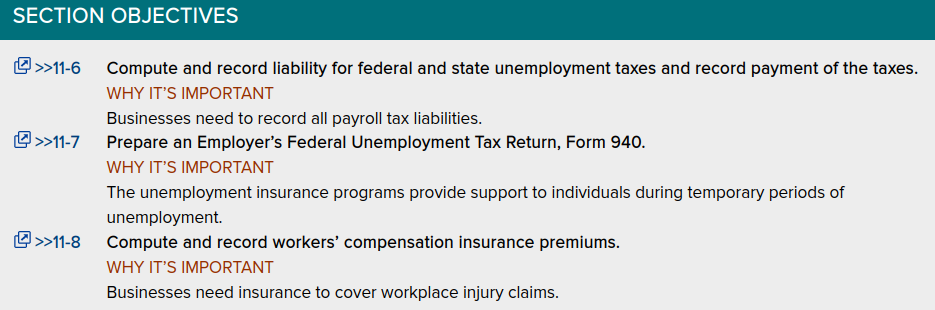 SECTION OBJECTIVES
>>11-6 Compute and record liability for federal and state unemployment taxes and record payment of the taxes.
WHY IT'S IMPORTANT
Businesses need to record all payroll tax liabilities.
>>11-7 Prepare an Employer's Federal Unemployment Tax Return, Form 940.
WHY IT'S IMPORTANT
The unemployment insurance programs provide support to individuals during temporary periods of
unemployment.
>>11-8 Compute and record workers' compensation insurance premiums.
WHY IT'S IMPORTANT
Businesses need insurance to cover workplace injury claims.